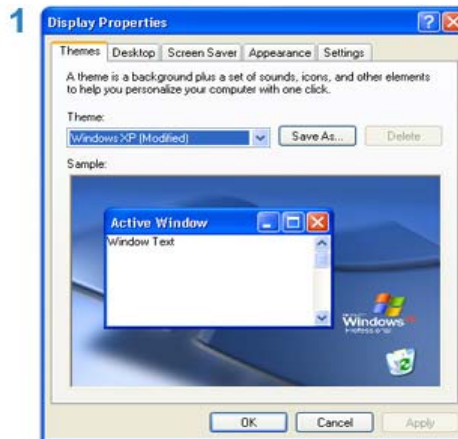 1
Display Properties
Themes Desktop Screen Saver Appearance Settings
A theme is a background plus a set of sounds, icons, and other elements
to help you personalize your computer with one click.
Theme:
Windows XP (Modified) Save As... Delete
Sample:
Active Window
Window Text
Windows
Professional
OK Cancel Apply